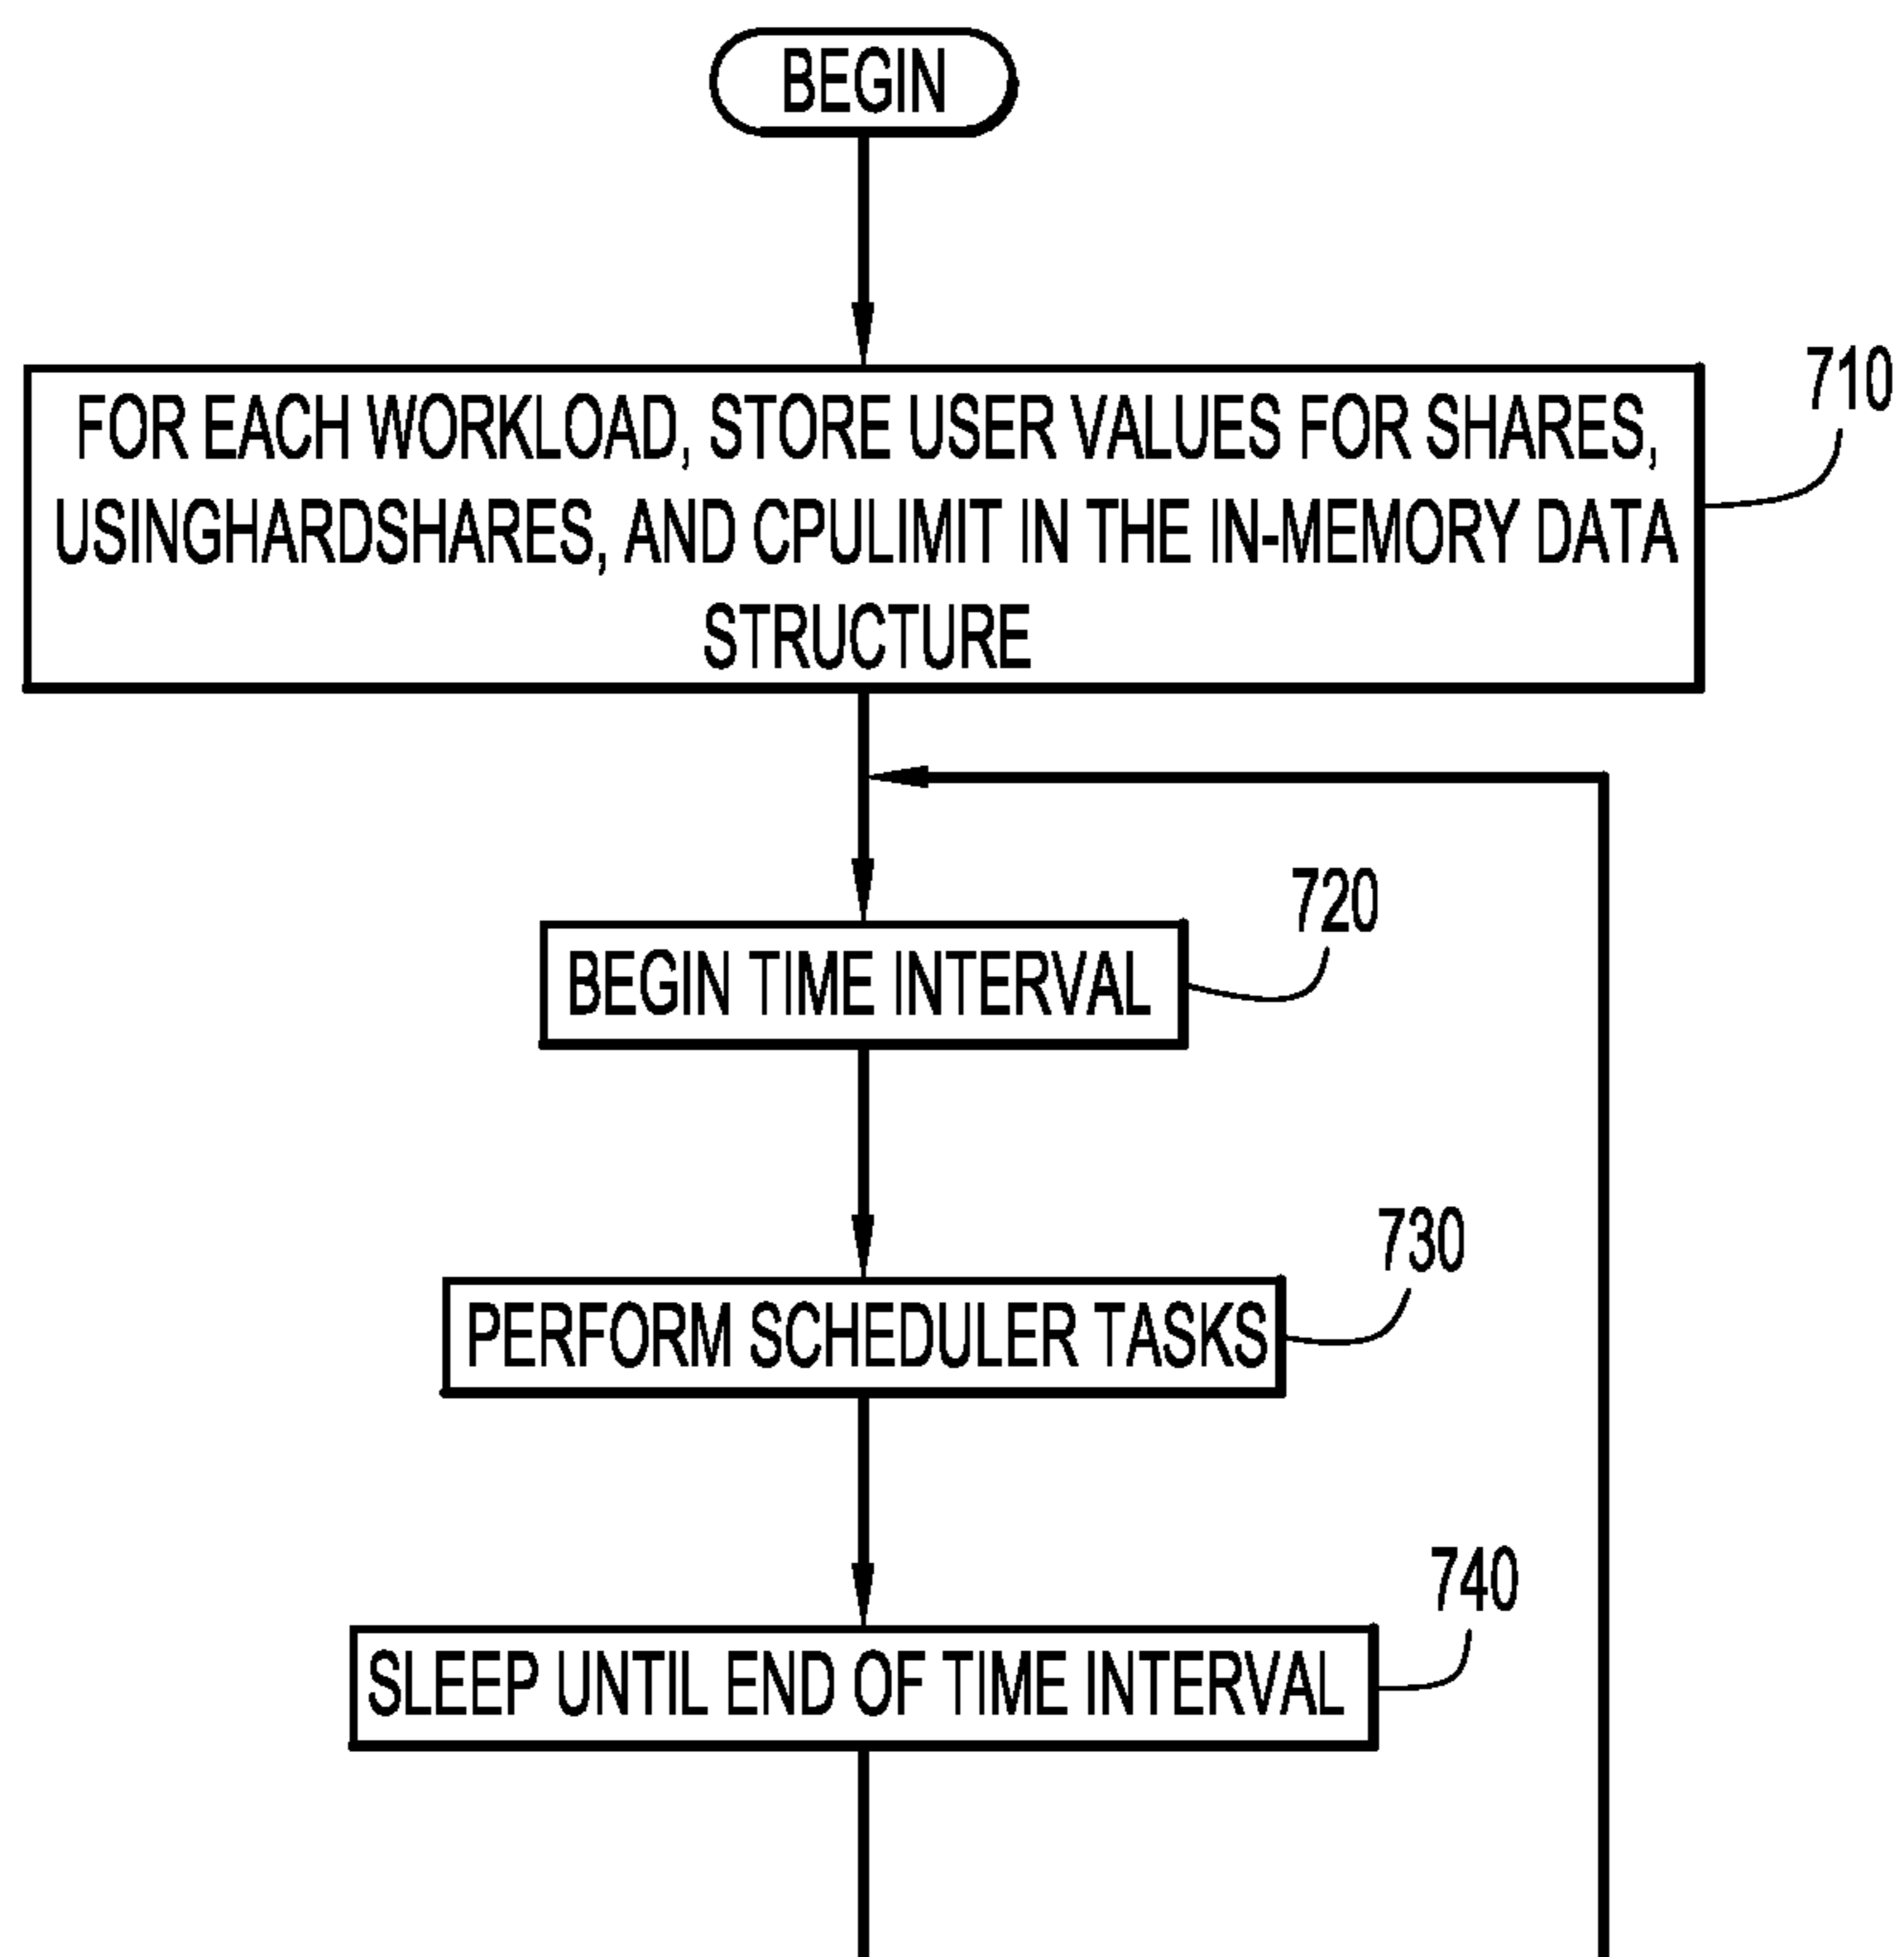 BEGIN
710
FOR EACH WORKLOAD, STORE USER VALUES FOR SHARES,
USINGHARDSHARES, AND CPULIMIT IN THE IN-MEMORY DATA
STRUCTURE
720
BEGIN TIME INTERVAL
730
PERFORM SCHEDULER TASKS
740
SLEEP UNTIL END OF TIME INTERVAL